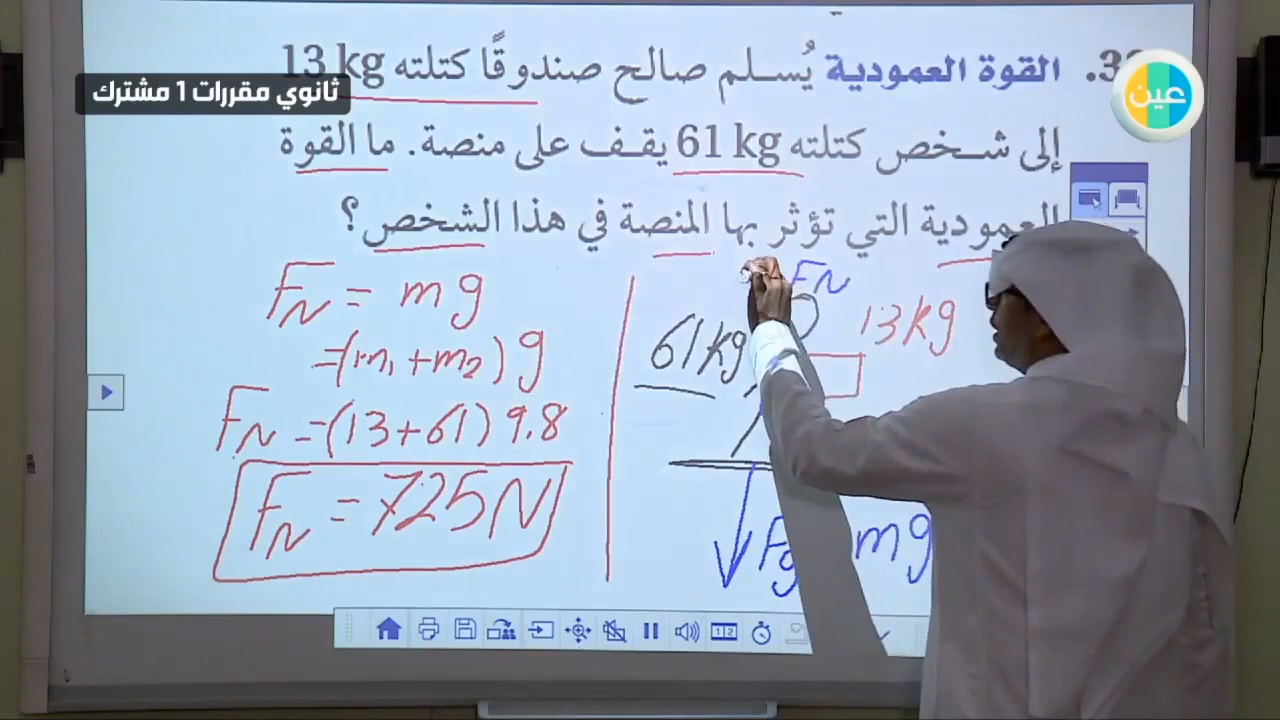 القوة العمودية يُسلم صالح صندوقًا كتلته 13 kg
ثانوي مقررات 1 مشترك
عين
إلى شخص كتلته 61 kg يقف على منصة. ما القوة
العمودية التي تؤثر بها المنصة في هذا الشخص؟
FN = mg
=(m1 + m2) g
FN =(13+61) 9.8
FN = 725N
FN
61kg
13kg
Fg
mg